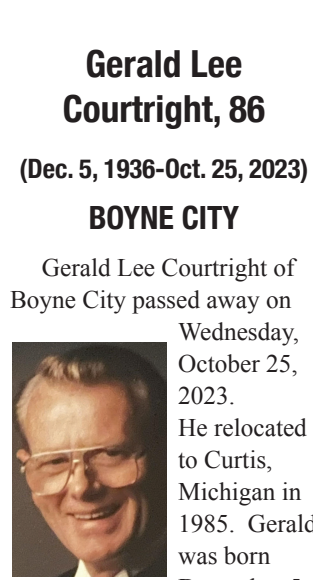 Gerald Lee
Courtright, 86
(Dec. 5, 1936-Oct. 25, 2023)
BOYNE CITY
Gerald Lee Courtright of
Boyne City passed away on
Wednesday,
October 25,
2023.
He relocated
to Curtis,
Michigan in
1985.  Gerald
was born